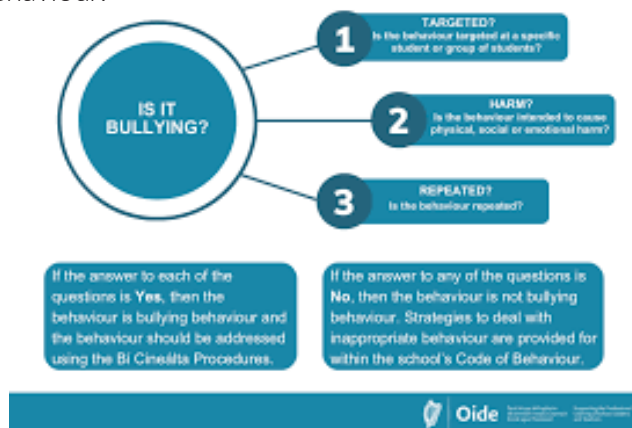 1
TARGETED?
Is the behaviour targeted at a specific
student or group of students?
IS IT
BULLYING?
2
HARM?
Is the behaviour intended to cause
physical, social or emotional harm?
3
REPEATED?
Is the behaviour repeated?
If the answer to each of the
questions is Yes, then the
behaviour is bullying behaviour and
the behaviour should be addressed
using the Bí Cineálta Procedures.
If the answer to any of the questions is
No, then the behaviour is not bullying
behaviour. Strategies to deal with
inappropriate behaviour are provided for
within the school's Code of Behaviour.
Oide